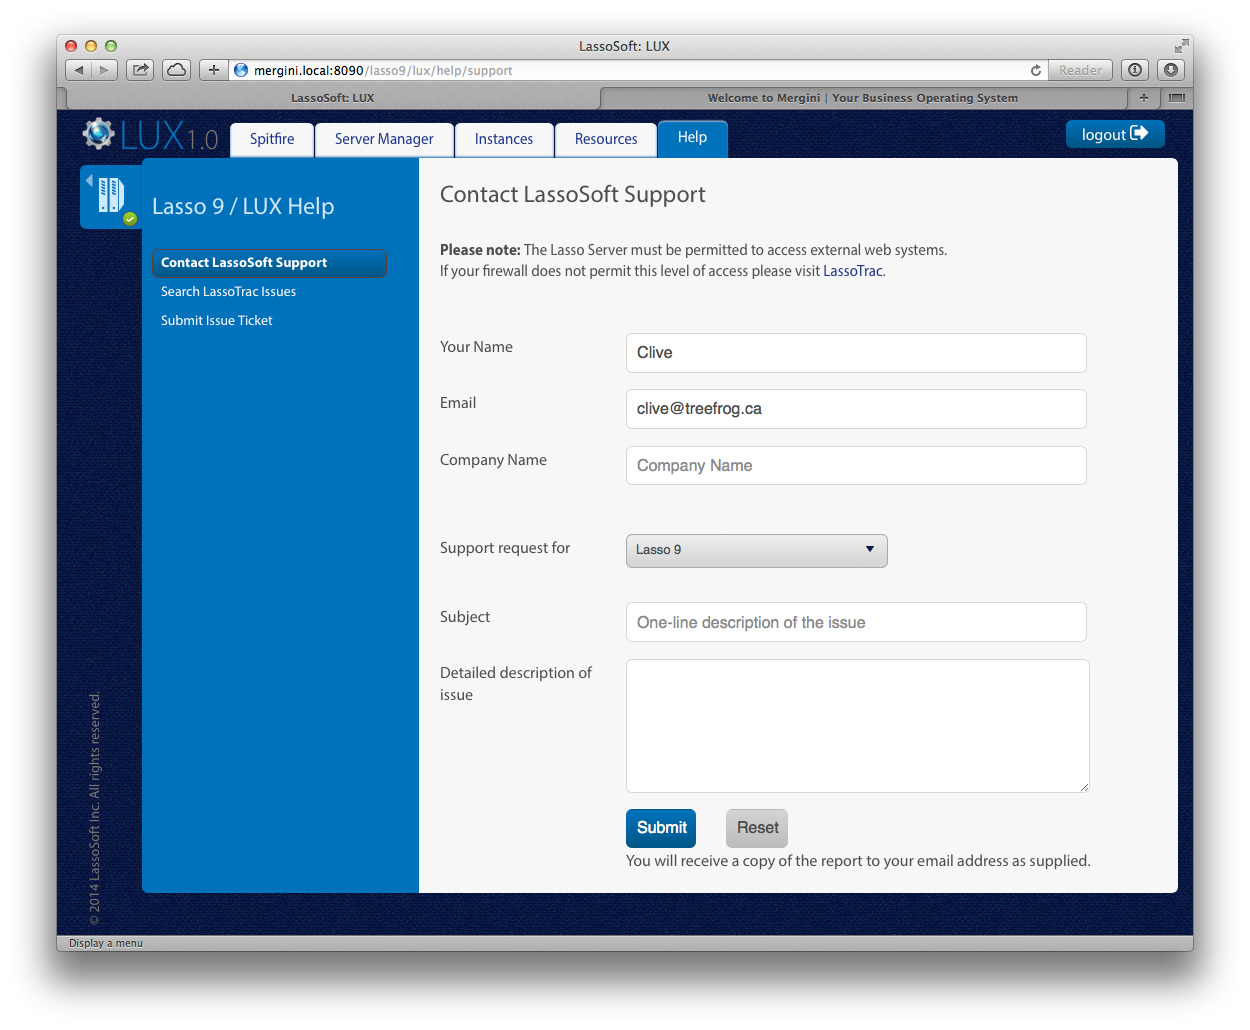 LassoSoft: LUX
mergini.local:8090/lasso9/lux/help/support
Reader
LassoSoft: LUX
Welcome to Mergini | Your Business Operating System
LUX 1.0
Spitfire
Server Manager
Instances
Resources
Help
logout
Lasso 9 / LUX Help
Contact LassoSoft Support
Search LassoTrac Issues
Submit Issue Ticket
Contact LassoSoft Support
Please note: The Lasso Server must be permitted to access external web systems.
If your firewall does not permit this level of access please visit LassoTrac.
Your Name
Clive
Email
clive@treefrog.ca
Company Name
Company Name
Support request for
Lasso 9
Subject
One-line description of the issue
Detailed description of
issue
Submit
Reset
You will receive a copy of the report to your email address as supplied.
© 2014 LassoSoft Inc. All rights reserved.
Display a menu